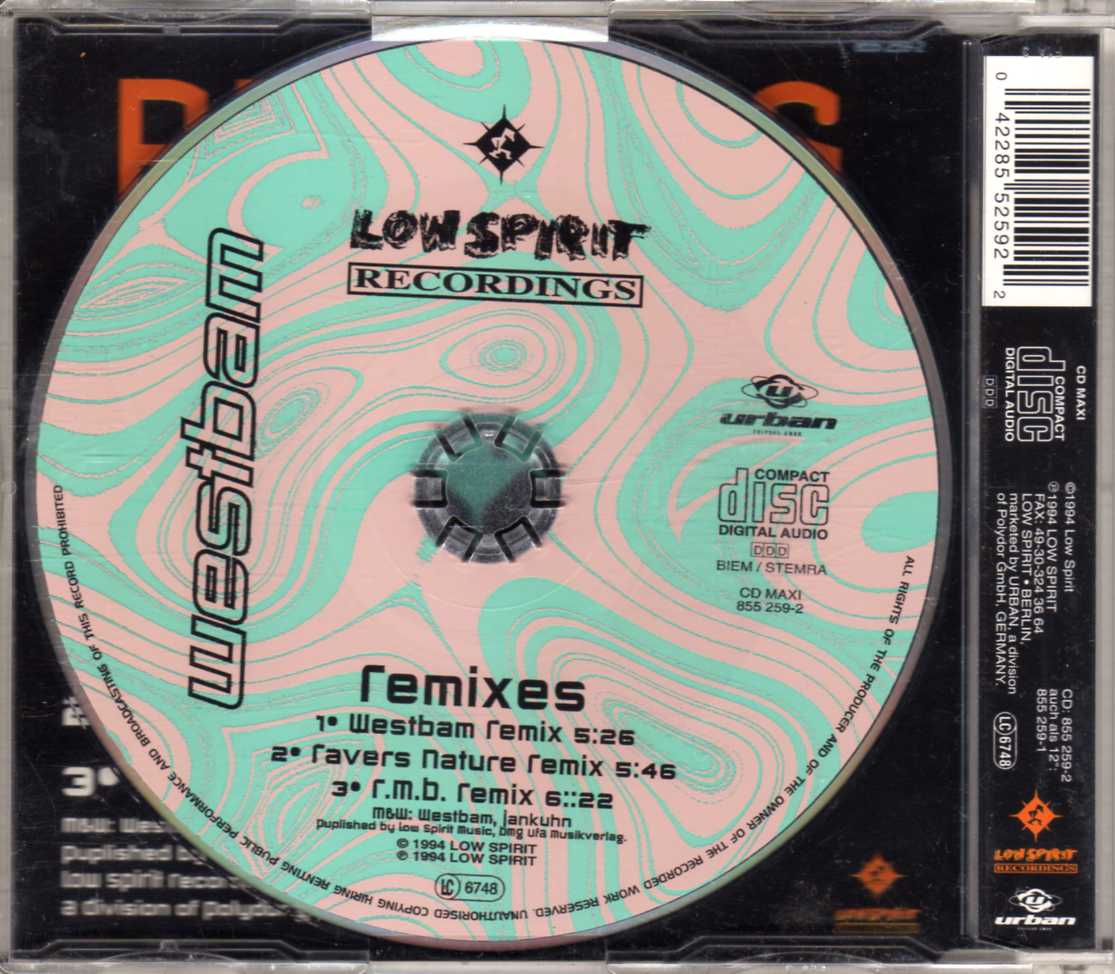 LOW SPIRIT
RECORDINGS
westbam
urban
COMPACT
disc
DIGITAL AUDIO
DDD
BIEM / STEMRA
CD MAXI
855 259-2
remixes
1• Westbam remix 5:26
2• ravers Nature remix 5:46
3• r.m.b. remix 6::22
M&W: Westbam, jankuhn
Puplished by Low Spirit Music, bmg ufa Musikverlag.
© 1994 LOW SPIRIT
℗ 1994 LOW SPIRIT
LC 6748
ALL RIGHTS OF THE PRODUCER AND OF THE OWNER OF THE RECORDED WORK RESERVED. UNAUTHORISED COPYING HIRING RENTING PUBLIC PERFORMANCE AND BROADCASTING OF THIS RECORD PROHIBITED
3•
M&W: Wes
puplished by
low spirit reco
a division of polydor
0 42285 52592 2
CD MAXI
COMPACT
disc
DIGITAL AUDIO
DDD
©1994 Low Spirit
℗1994 LOW SPIRIT
FAX: 49-30-324 36 64
LOW SPIRIT • BERLIN,
marketed by URBAN, a division
of Polydor GmbH, GERMANY.
CD: 855 259-2
auch als 12":
855 259-1
LC 6748
LOW SPIRIT
RECORDINGS
urban